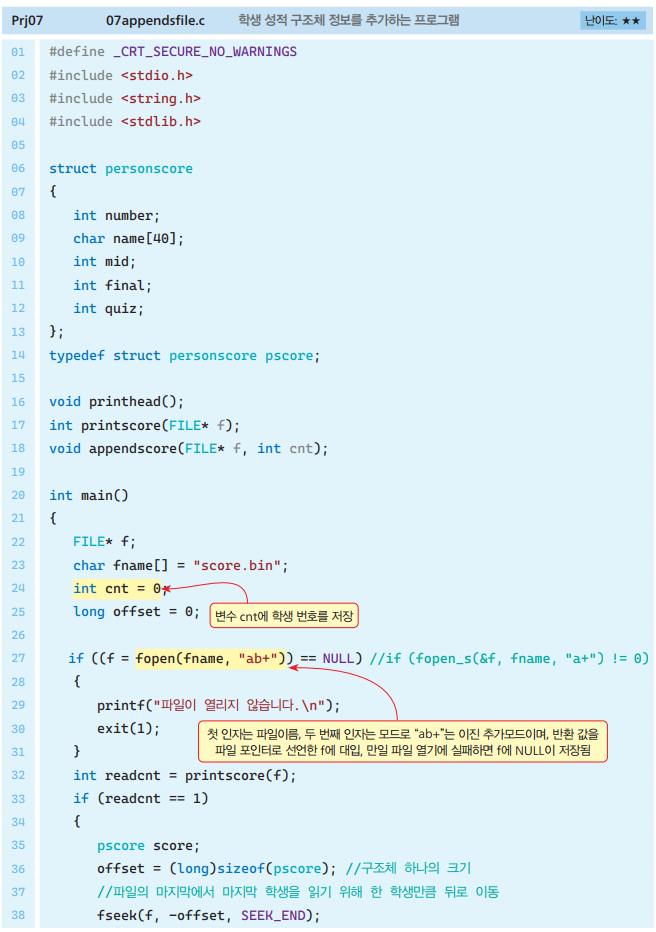 Prj07 07appendsfile.c 학생 성적 구조체 정보를 추가하는 프로그램 난이도: ★★
01 #define _CRT_SECURE_NO_WARNINGS
02 #include <stdio.h>
03 #include <string.h>
04 #include <stdlib.h>
05
06 struct personscore
07 {
08 int number;
09 char name[40];
10 int mid;
11 int final;
12 int quiz;
13 };
14 typedef struct personscore pscore;
15
16 void printhead();
17 int printscore(FILE* f);
18 void appendscore(FILE* f, int cnt);
19
20 int main()
21 {
22 FILE* f;
23 char fname[] = "score.bin";
24 int cnt = 0;
25 long offset = 0; 변수 cnt에 학생 번호를 저장
26
27 if ((f = fopen(fname, "ab+")) == NULL) //if (fopen_s(&f, fname, "a+") != 0)
28 {
29 printf("파일이 열리지 않습니다.\n");
30 exit(1);
첫 인자는 파일이름, 두 번째 인자는 모드로 "ab+"는 이진 추가모드이며, 반환 값을
파일 포인터로 선언한 f에 대입, 만일 파일 열기에 실패하면 f에 NULL이 저장됨
31 }
32 int readcnt = printscore(f);
33 if (readcnt == 1)
34 {
35 pscore score;
36 offset = (long)sizeof(pscore); //구조체 하나의 크기
37 //파일의 마지막에서 마지막 학생을 읽기 위해 한 학생만큼 뒤로 이동
38 fseek(f, -offset, SEEK_END);